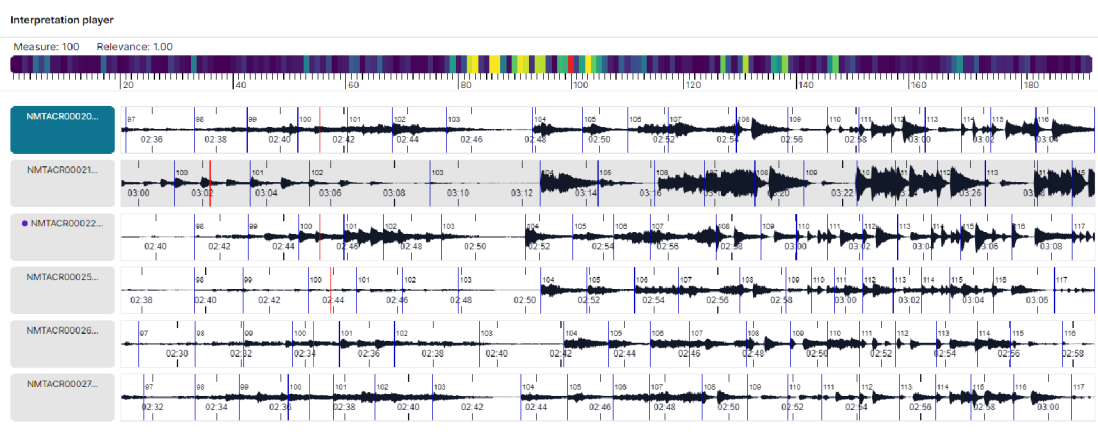 Interpretation player
Measure: 100 Relevance: 1.00
20 40 60 80 100 120 140 160 180
NMTACR00020...
97 98 99 100 101 102 103 104 105 106 107 108 109 110 111 112 113 114 115 116
02:36 02:38 02:40 02:42 02:44 02:46 02:48 02:50 02:52 02:54 02:56 02:58 03:00 03:02 03:04
NMTACR00021...
100 101 102 103 104 105 106 107 108 109 111 112 113 115
03:00 03:02 03:04 03:06 03:08 03:10 03:12 03:14 03:16 03:20 03:22 03:24 03:26
NMTACR00022...
98 99 100 101 102 103 104 105 106 107 108 109 110 111 112 113 114 115 116 117
02:40 02:42 02:44 02:46 02:48 02:50 02:52 02:54 02:56 02:58 03:00 03:02 03:04 03:06 03:08
NMTACR00025...
98 99 100 101 102 103 104 105 106 107 108 109 110 111 112 113 114 115 116 117
02:38 02:40 02:42 02:44 02:46 02:48 02:50 02:52 02:54 02:56 02:58 03:00 03:02 03:04 03:06
NMTACR00026...
97 98 99 100 101 102 103 104 105 106 107 108 109 110 111 112 113 114 115 116
02:30 02:32 02:34 02:36 02:38 02:40 02:42 02:44 02:46 02:48 02:50 02:52 02:54 02:56 02:58
NMTACR00027...
97 98 99 100 101 102 103 104 105 106 107 108 109 110 111 112 113 114 115 116 117
02:32 02:34 02:36 02:38 02:40 02:42 02:44 02:46 02:48 02:50 02:52 02:54 02:56 02:58 03:00